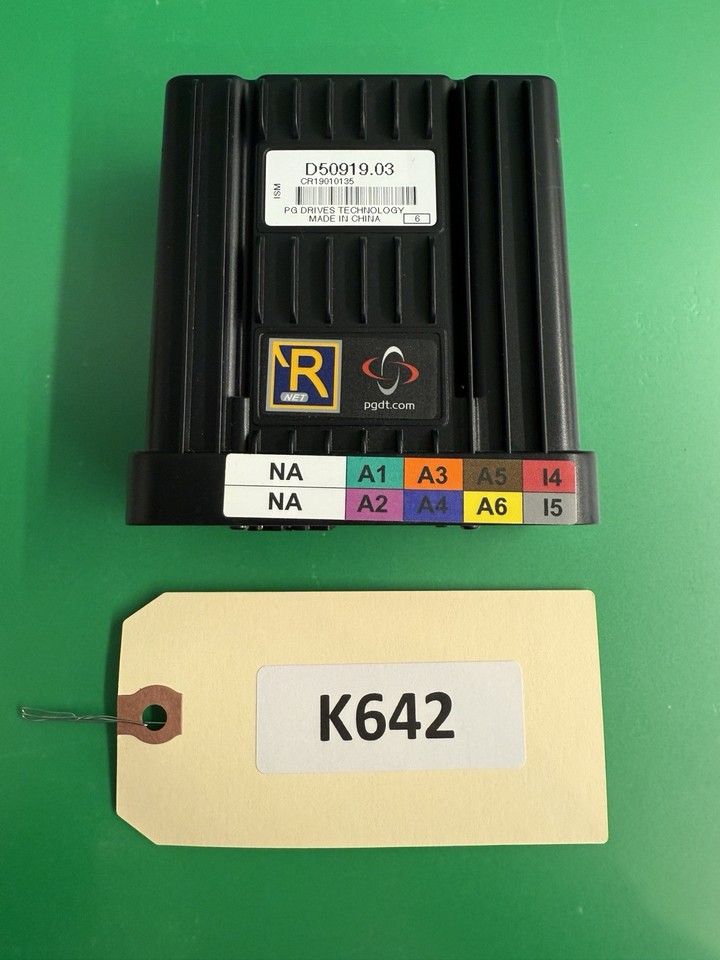 D50919.03
CR19010135
ISM
PG DRIVES TECHNOLOGY
MADE IN CHINA 6
R
NET
pgdt.com
NA A1 A3 A5 I4
NA A2 A4 A6 I5
K642